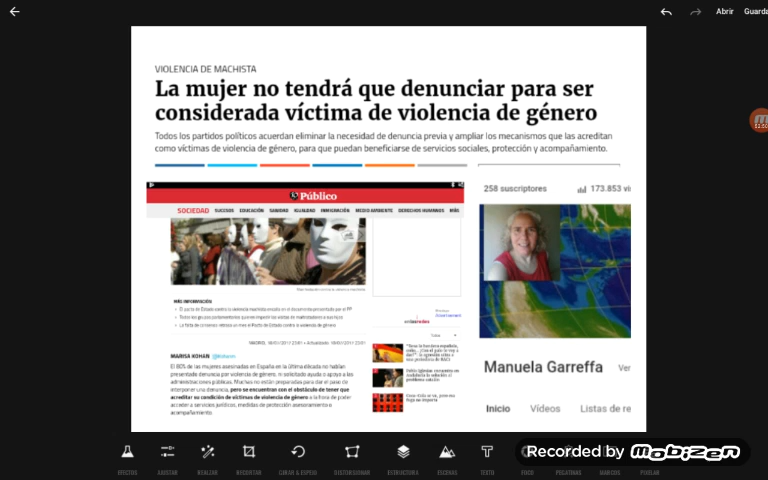 Abrir Guarda
VIOLENCIA DE MACHISTA
La mujer no tendrá que denunciar para ser
considerada víctima de violencia de género
Todos los partidos políticos acuerdan eliminar la necesidad de denuncia previa y ampliar los mecanismos que las acreditan
como víctimas de violencia de género, para que puedan beneficiarse de servicios sociales, protección y acompañamiento.
Público
SOCIEDAD SUCESOS EDUCACIÓN SANIDAD IGUALDAD INMIGRACIÓN MEDIO AMBIENTE DERECHOS HUMANOS MÁS
MÁS INFORMACIÓN
MARISA KOHAN
El 80% de las mujeres asesinadas en España en la última década no habían
presentado denuncia por violencia de género, ni solicitado ayuda o apoyo a las
administraciones públicas. Muchas no están preparadas para dar el paso de
interponer una denuncia, pero se encuentran con el obstáculo de tener que
acreditar su condición de víctimas de violencia de género a la hora de poder
acceder a servicios jurídicos, medidas de protección asesoramiento o
acompañamiento.
258 suscriptores 173.853 vi
Manuela Garreffa Ver
Inicio Vídeos Listas de re
EFECTOS AJUSTAR REALZAR RECORTAR GIRAR & ESPEJO DISTORSIONAR ESTRUCTURA ESCENAS TEXTO FOCO PEGATINAS MARCOS PUBLAR
Recorded by MOBIZEN